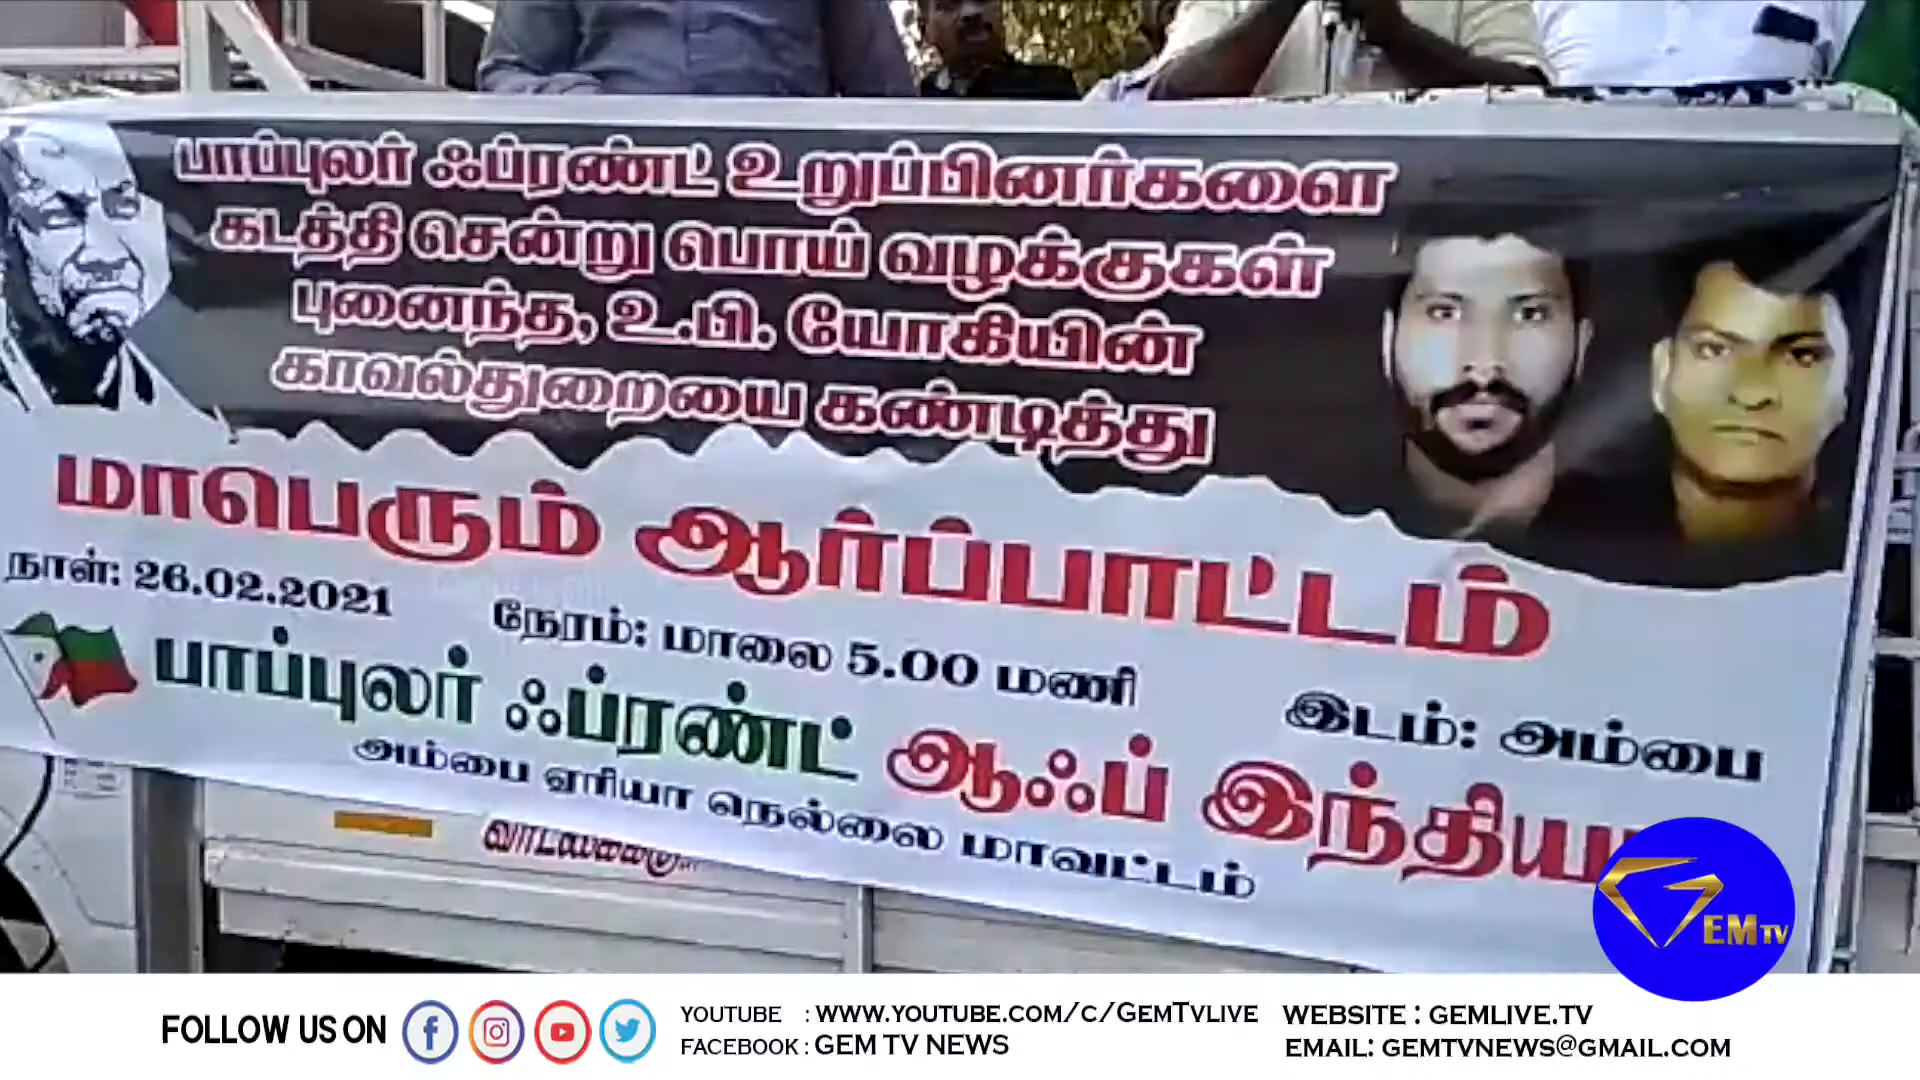 பாப்புலர் ஃப்ரண்ட் உறுப்பினர்களை
கடத்தி சென்று பொய் வழக்குகள்
புனைந்த, உ.பி. யோகியின்
காவல்துறையை கண்டித்து
மாபெரும் ஆர்ப்பாட்டம்
நாள்: 26.02.2021 நேரம்: மாலை 5.00 மணி இடம்: அம்பை
பாப்புலர் ஃப்ரண்ட் ஆஃப் இந்தியா
அம்பை ஏரியா நெல்லை மாவட்டம்
GEM TV
FOLLOW US ON
YOUTUBE : WWW.YOUTUBE.COM/C/GEMTVLIVE
FACEBOOK : GEM TV NEWS
WEBSITE : GEMLIVE.TV
EMAIL: GEMTVNEWS@GMAIL.COM